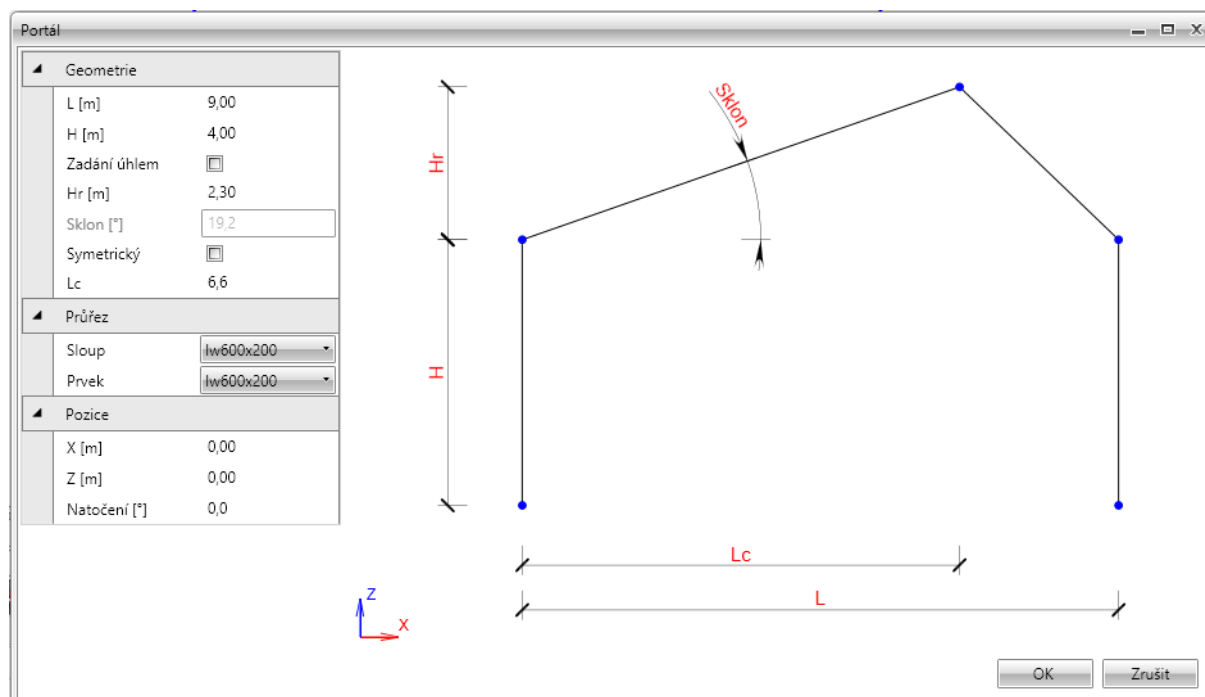 Portál
Geometrie
L [m] 9,00
H [m] 4,00
Zadání úhlem
Hr [m] 2,30
Sklon [°] 19,2
Symetrický
Lc 6,6
Průřez
Sloup Iw600x200
Prvek Iw600x200
Pozice
X [m] 0,00
Z [m] 0,00
Natočení [°] 0,0
Sklon
Hr
H
Lc
L
Z
X
OK Zrušit